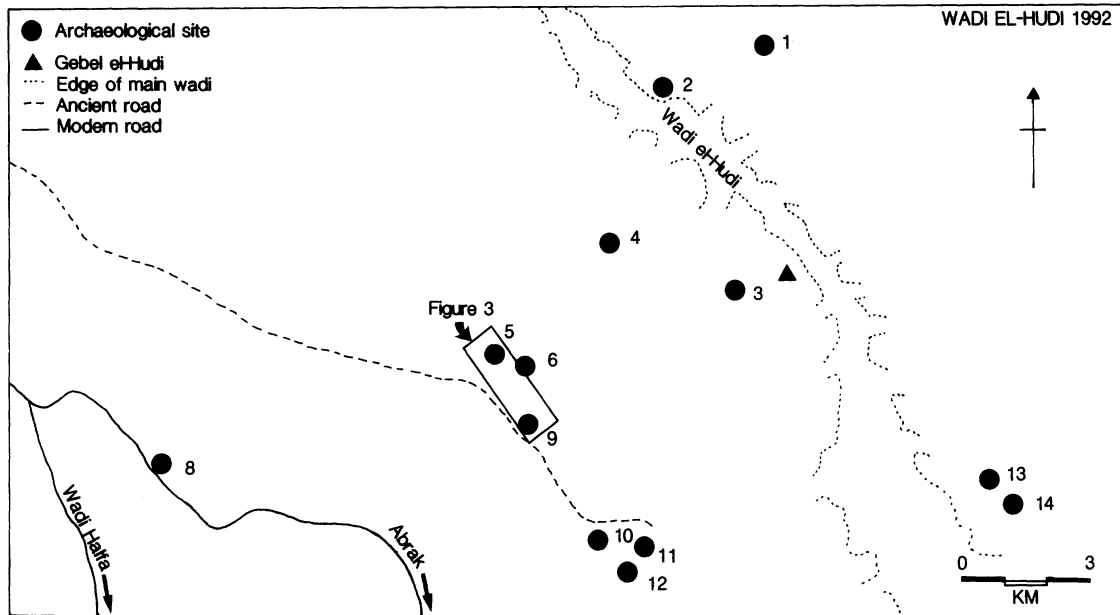 WADI EL-HUDI 1992
Archaeological site
Gebel el-Hudi
Edge of main wadi
Ancient road
Modern road
1
2
Wadi el-Hudi
4
3
Figure 3
5
6
9
8
Wadi Halfa
Abrak
10
11
12
13
14
0 3
KM